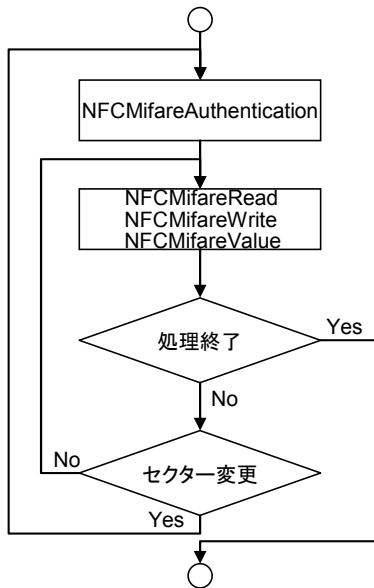 NFCMifareAuthentication
NFCMifareRead
NFCMifareWrite
NFCMifareValue
処理終了
Yes
No
セクター変更
No
Yes